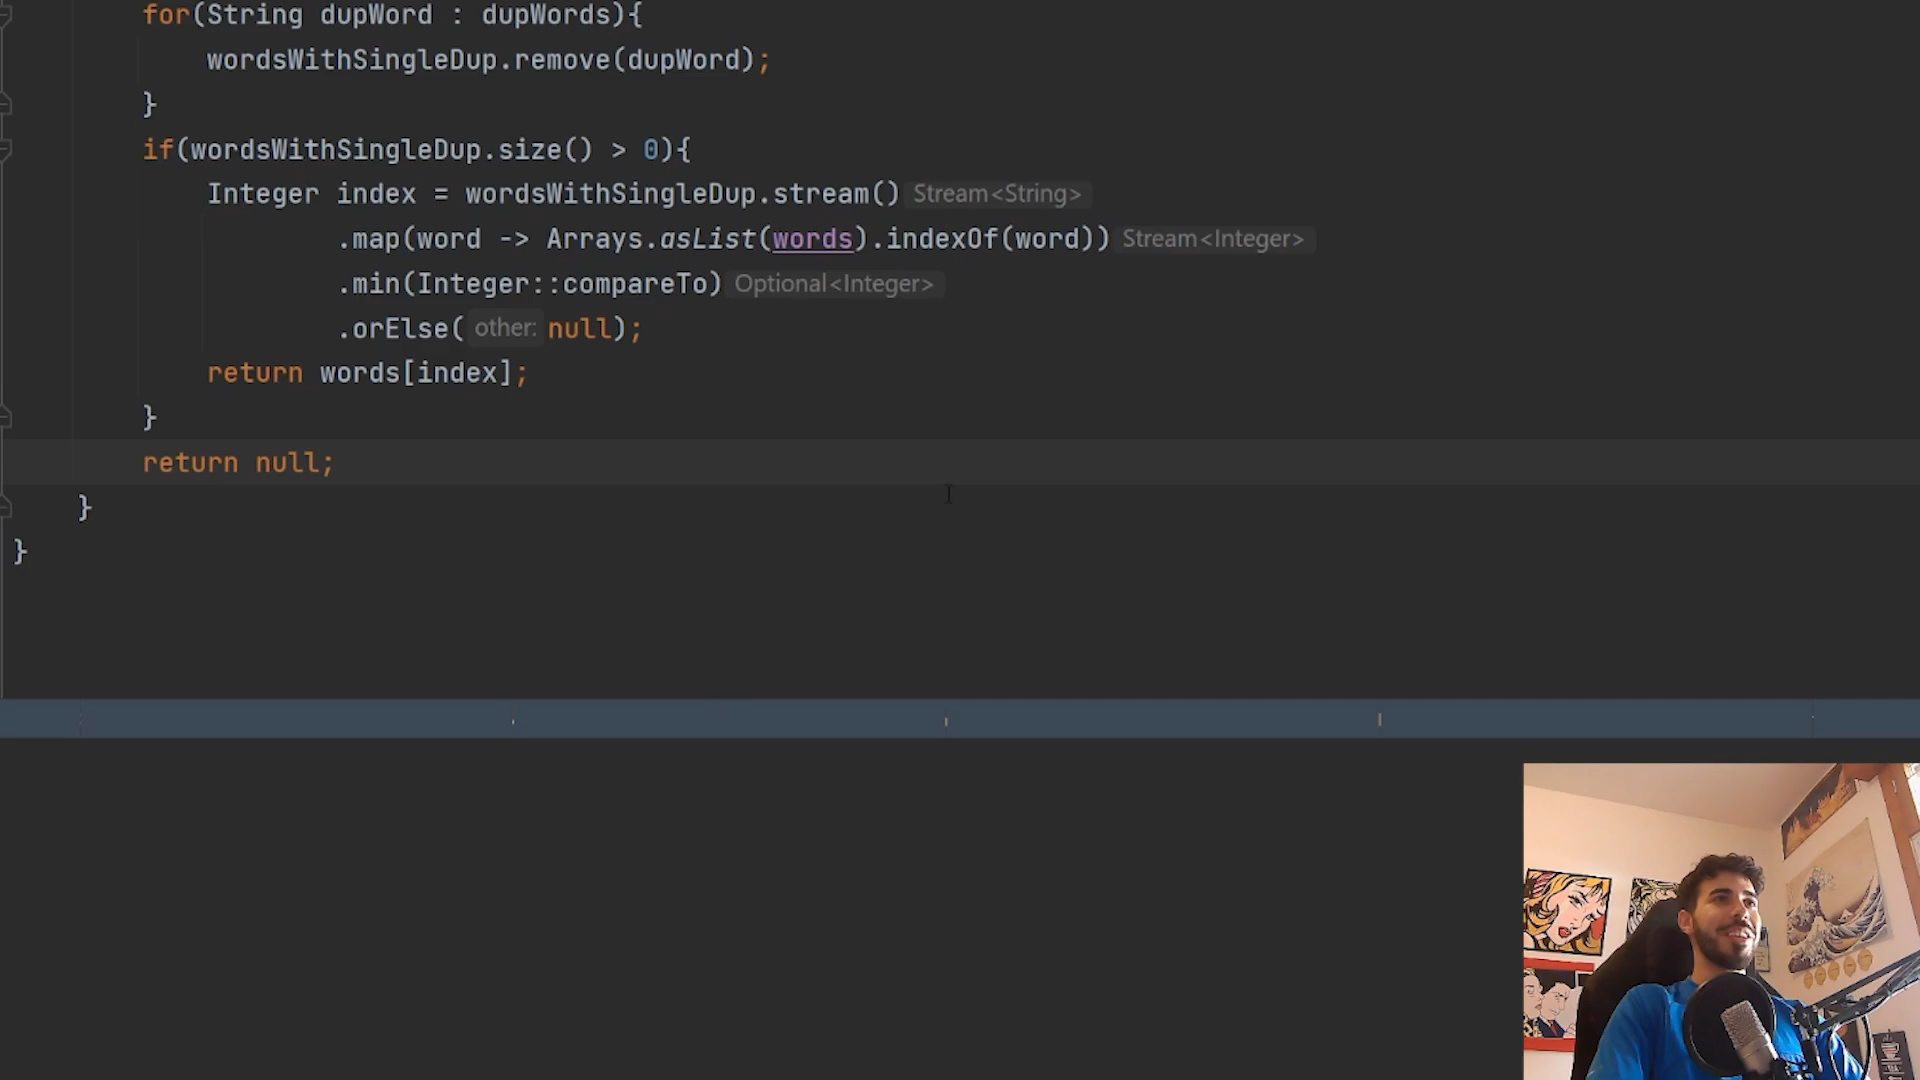 for(String dupWord : dupWords){
wordsWithSingleDup.remove(dupWord);
}
if(wordsWithSingleDup.size() > 0){
Integer index = wordsWithSingleDup.stream() Stream<String>
.map(word -> Arrays.asList(words).indexOf(word)) Stream<Integer>
.min(Integer::compareTo) Optional<Integer>
.orElse( other: null);
return words[index];
}
return null;
}
}